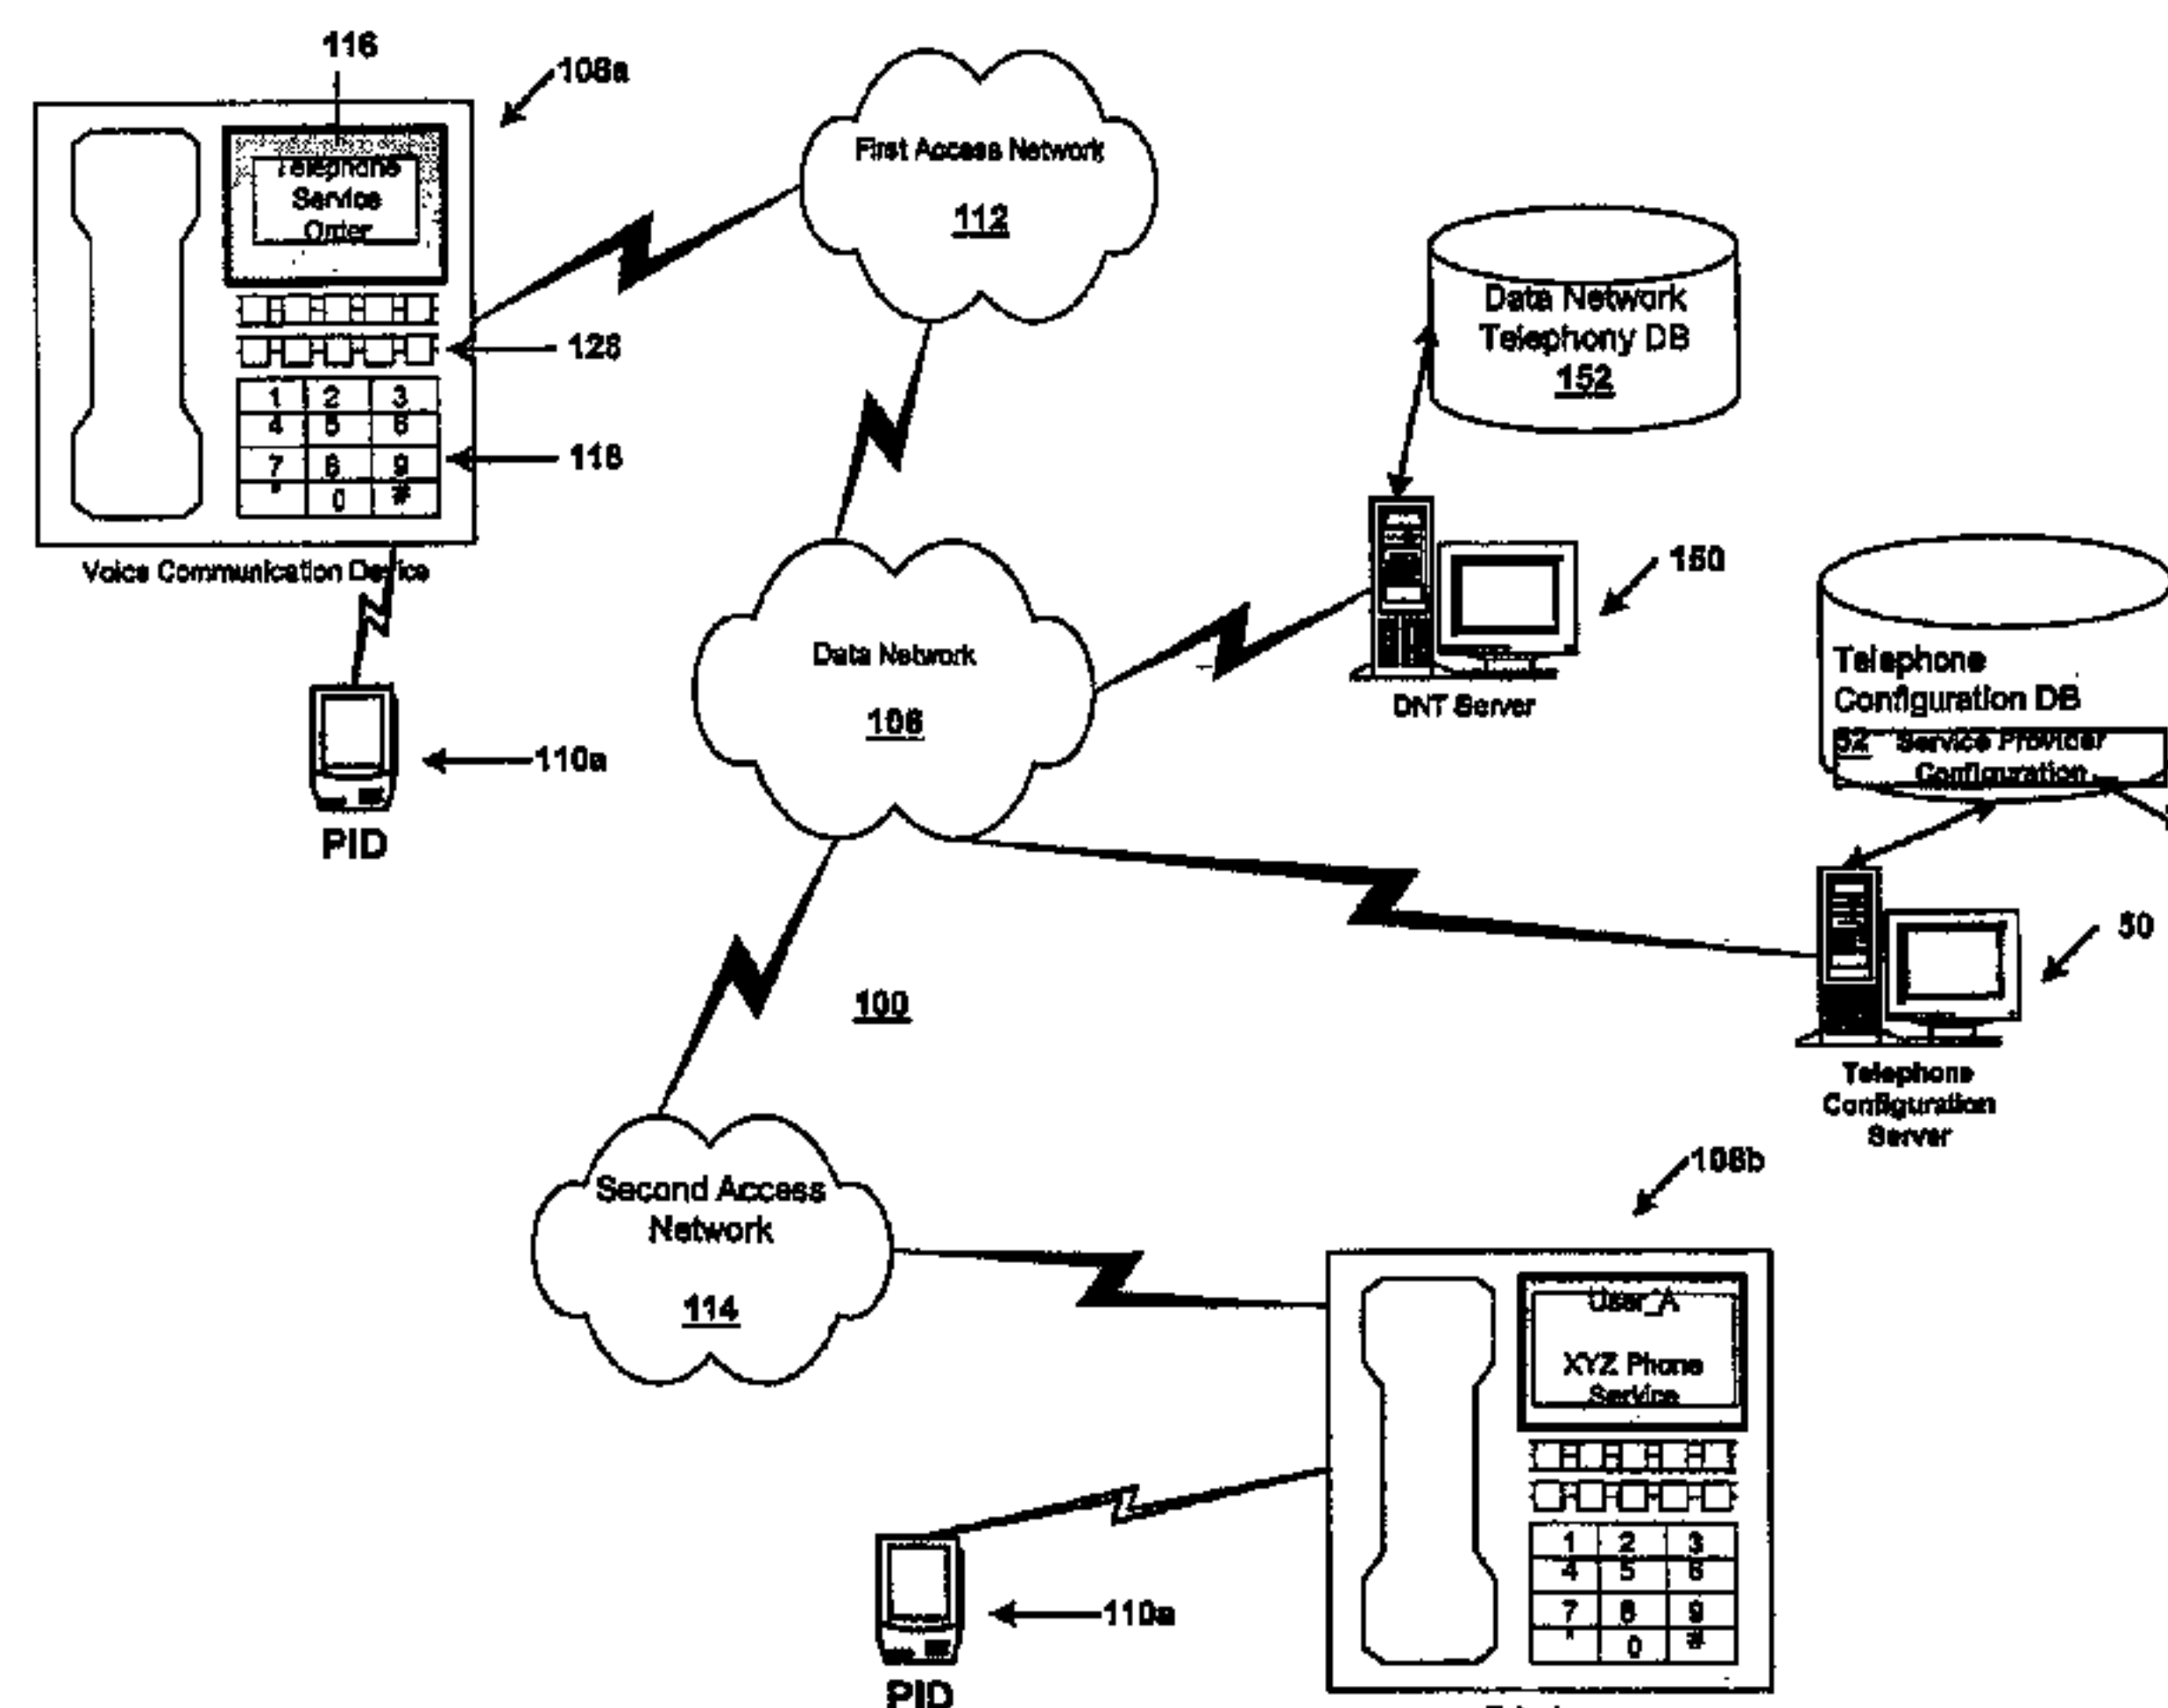 116
108a
Telephone
Service
Order
128
1 2 3
4 5 6
7 8 9
* 0 #
118
Voice Communication Device
110a
PID
First Access Network
112
Data Network
Telephony DB
152
150
DNT Server
Data Network
106
Telephone
Configuration DB
52 Service Provider
Configuration
50
Telephone
Configuration
Server
100
Second Access
Network
114
108b
User_A
XYZ Phone
Service
1 2 3
4 5 6
7 8 9
* 0 #
110a
PID